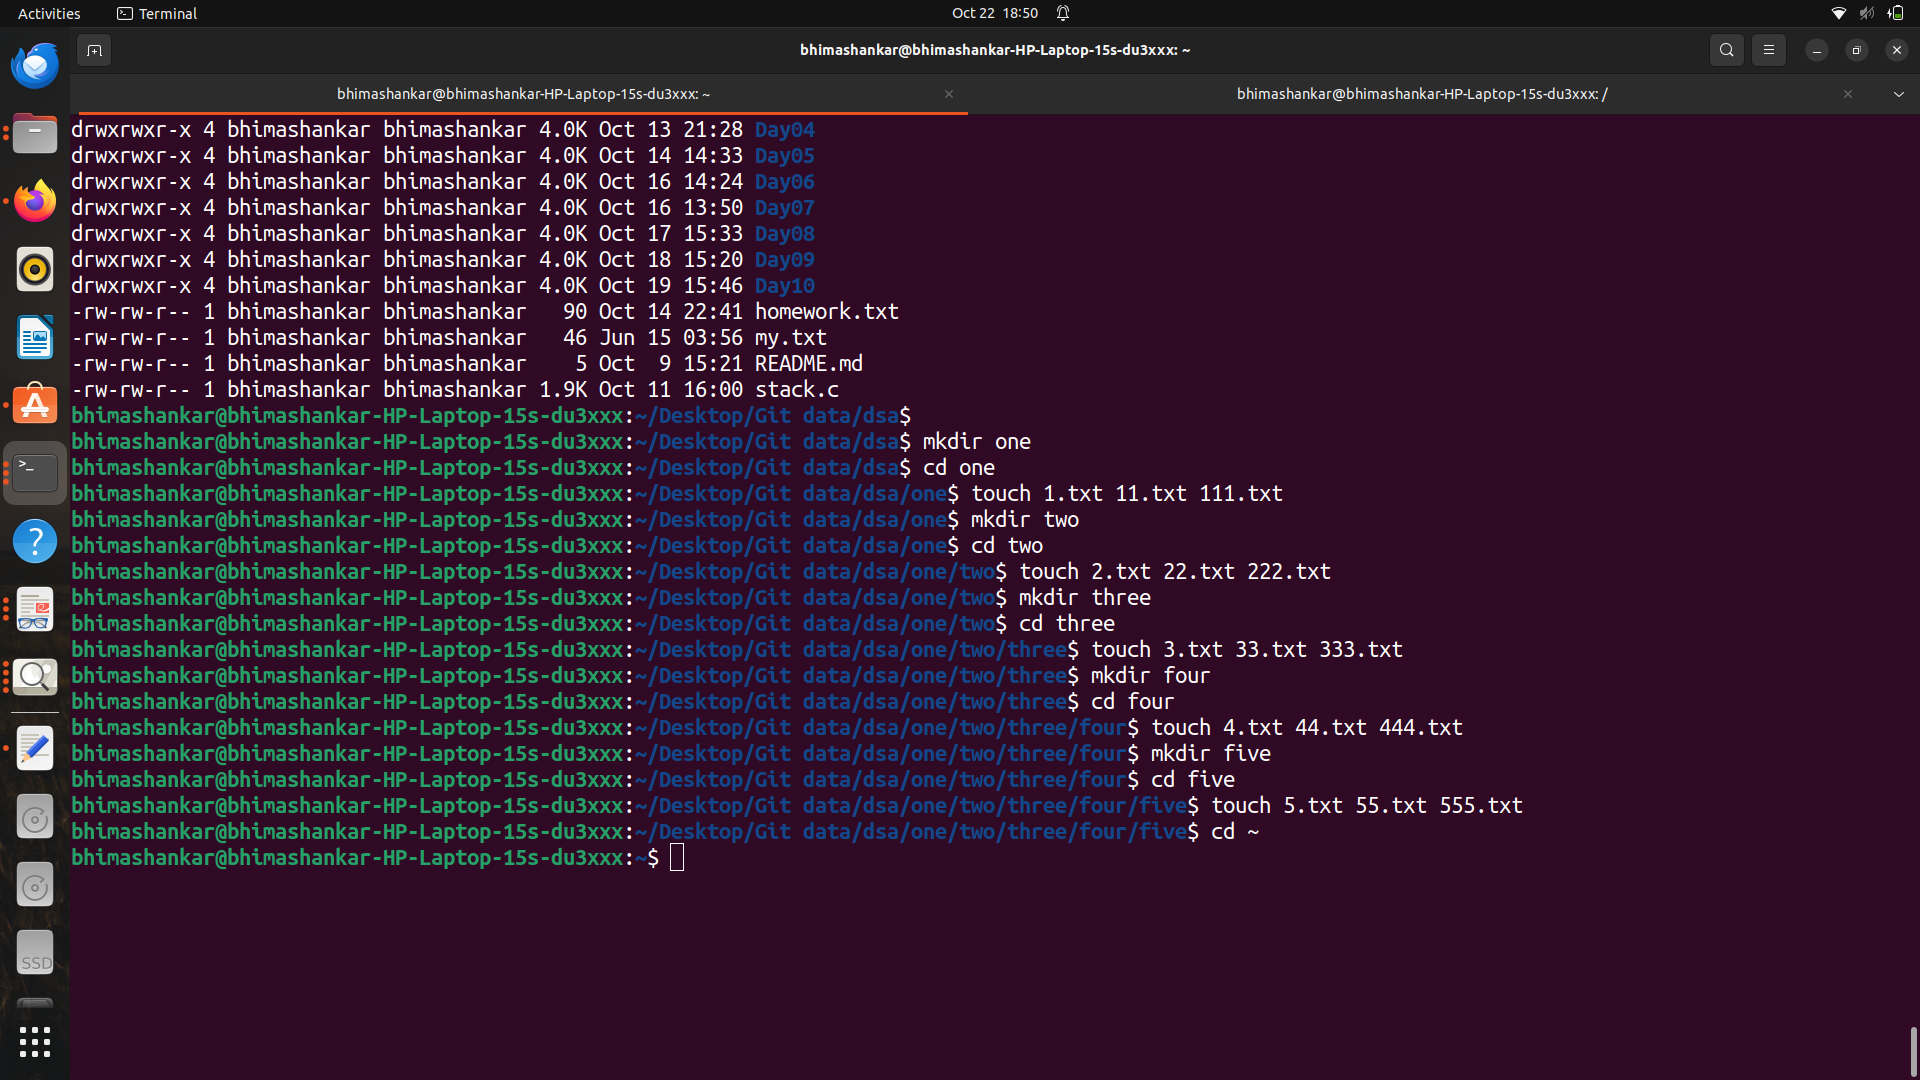 Activities
Terminal
Oct 22 18:50
bhimashankar@bhimashankar-HP-Laptop-15s-du3xxx: ~
bhimashankar@bhimashankar-HP-Laptop-15s-du3xxx: ~
bhimashankar@bhimashankar-HP-Laptop-15s-du3xxx: /
drwxrwxr-x 4 bhimashankar bhimashankar 4.0K Oct 13 21:28 Day04
drwxrwxr-x 4 bhimashankar bhimashankar 4.0K Oct 14 14:33 Day05
drwxrwxr-x 4 bhimashankar bhimashankar 4.0K Oct 16 14:24 Day06
drwxrwxr-x 4 bhimashankar bhimashankar 4.0K Oct 16 13:50 Day07
drwxrwxr-x 4 bhimashankar bhimashankar 4.0K Oct 17 15:33 Day08
drwxrwxr-x 4 bhimashankar bhimashankar 4.0K Oct 18 15:20 Day09
drwxrwxr-x 4 bhimashankar bhimashankar 4.0K Oct 19 15:46 Day10
-rw-rw-r-- 1 bhimashankar bhimashankar   90 Oct 14 22:41 homework.txt
-rw-rw-r-- 1 bhimashankar bhimashankar   46 Jun 15 03:56 my.txt
-rw-rw-r-- 1 bhimashankar bhimashankar    5 Oct  9 15:21 README.md
-rw-rw-r-- 1 bhimashankar bhimashankar 1.9K Oct 11 16:00 stack.c
bhimashankar@bhimashankar-HP-Laptop-15s-du3xxx:~/Desktop/Git data/dsa$
bhimashankar@bhimashankar-HP-Laptop-15s-du3xxx:~/Desktop/Git data/dsa$ mkdir one
bhimashankar@bhimashankar-HP-Laptop-15s-du3xxx:~/Desktop/Git data/dsa$ cd one
bhimashankar@bhimashankar-HP-Laptop-15s-du3xxx:~/Desktop/Git data/dsa/one$ touch 1.txt 11.txt 111.txt
bhimashankar@bhimashankar-HP-Laptop-15s-du3xxx:~/Desktop/Git data/dsa/one$ mkdir two
bhimashankar@bhimashankar-HP-Laptop-15s-du3xxx:~/Desktop/Git data/dsa/one$ cd two
bhimashankar@bhimashankar-HP-Laptop-15s-du3xxx:~/Desktop/Git data/dsa/one/two$ touch 2.txt 22.txt 222.txt
bhimashankar@bhimashankar-HP-Laptop-15s-du3xxx:~/Desktop/Git data/dsa/one/two$ mkdir three
bhimashankar@bhimashankar-HP-Laptop-15s-du3xxx:~/Desktop/Git data/dsa/one/two$ cd three
bhimashankar@bhimashankar-HP-Laptop-15s-du3xxx:~/Desktop/Git data/dsa/one/two/three$ touch 3.txt 33.txt 333.txt
bhimashankar@bhimashankar-HP-Laptop-15s-du3xxx:~/Desktop/Git data/dsa/one/two/three$ mkdir four
bhimashankar@bhimashankar-HP-Laptop-15s-du3xxx:~/Desktop/Git data/dsa/one/two/three$ cd four
bhimashankar@bhimashankar-HP-Laptop-15s-du3xxx:~/Desktop/Git data/dsa/one/two/three/four$ touch 4.txt 44.txt 444.txt
bhimashankar@bhimashankar-HP-Laptop-15s-du3xxx:~/Desktop/Git data/dsa/one/two/three/four$ mkdir five
bhimashankar@bhimashankar-HP-Laptop-15s-du3xxx:~/Desktop/Git data/dsa/one/two/three/four$ cd five
bhimashankar@bhimashankar-HP-Laptop-15s-du3xxx:~/Desktop/Git data/dsa/one/two/three/four/five$ touch 5.txt 55.txt 555.txt
bhimashankar@bhimashankar-HP-Laptop-15s-du3xxx:~/Desktop/Git data/dsa/one/two/three/four/five$ cd ~
bhimashankar@bhimashankar-HP-Laptop-15s-du3xxx:~$
SSD